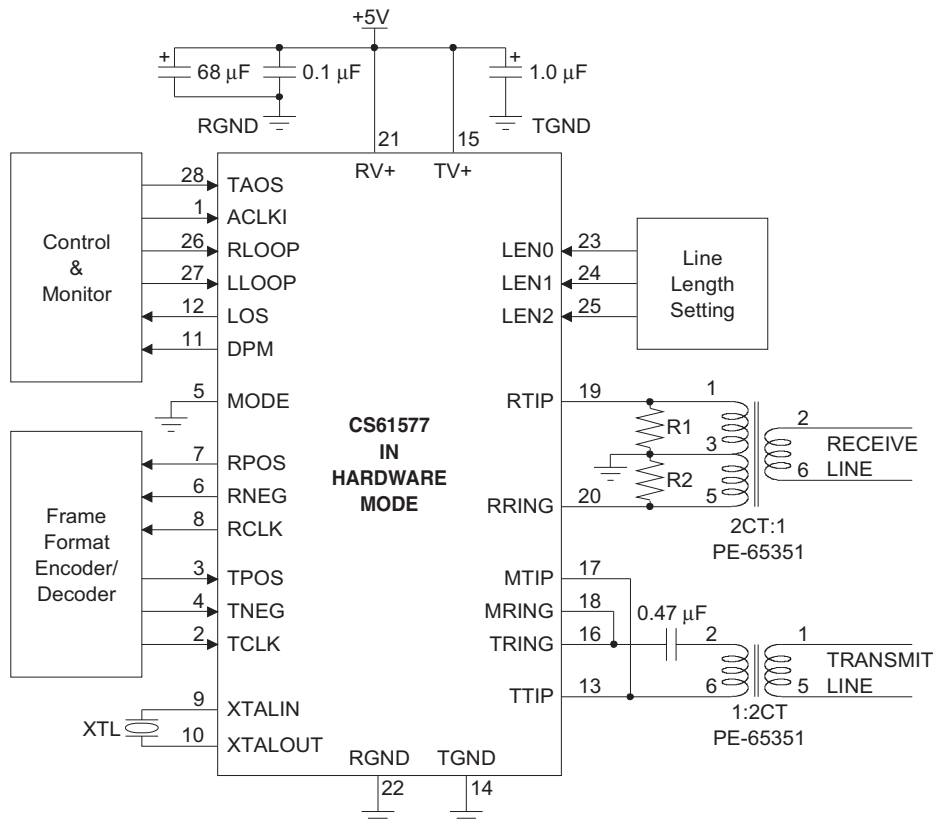 +5V
+
68 μF
0.1 μF
+
1.0 μF
RGND
TGND
21
15
RV+
TV+
Control
&
Monitor
28
TAOS
1
ACLKI
26
RLOOP
27
LLOOP
12
LOS
11
DPM
5
MODE
LEN0
23
LEN1
24
LEN2
25
Line
Length
Setting
CS61577
IN
HARDWARE
MODE
Frame
Format
Encoder/
Decoder
7
RPOS
6
RNEG
8
RCLK
3
TPOS
4
TNEG
2
TCLK
XTL
9
XTALIN
10
XTALOUT
RTIP
19
R1
R2
RRING
20
1
3
5
2
6
RECEIVE
LINE
2CT:1
PE-65351
MTIP
17
MRING
18
TRING
16
TTIP
13
0.47 μF
2
6
1
5
TRANSMIT
LINE
1:2CT
PE-65351
RGND
TGND
22
14